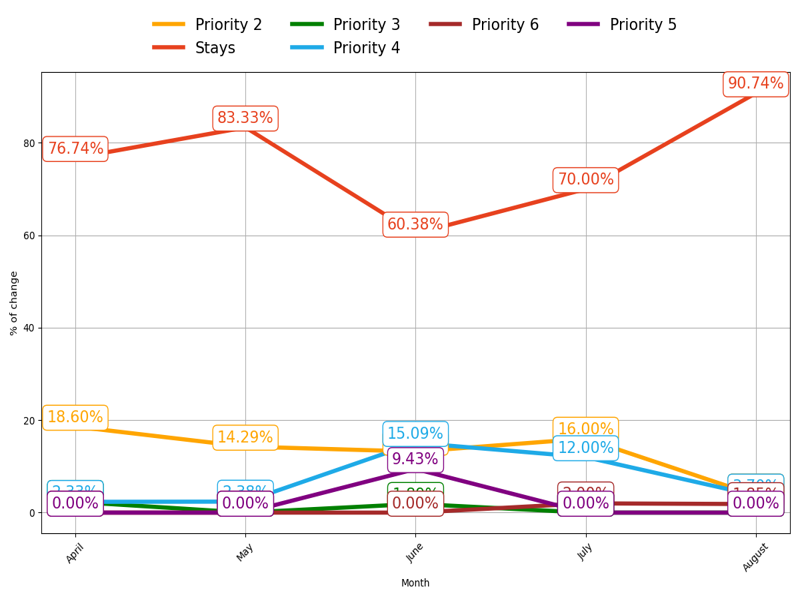 Priority 2 Priority 3 Priority 6 Priority 5
Stays Priority 4
90.74%
83.33%
76.74%
80
70.00%
60.38%
60
% of change
40
18.60%
20
16.00%
15.09%
14.29%
12.00%
9.43%
0.00% 0.00% 0.00% 0.00% 0.00%
0
April May June July August
Month